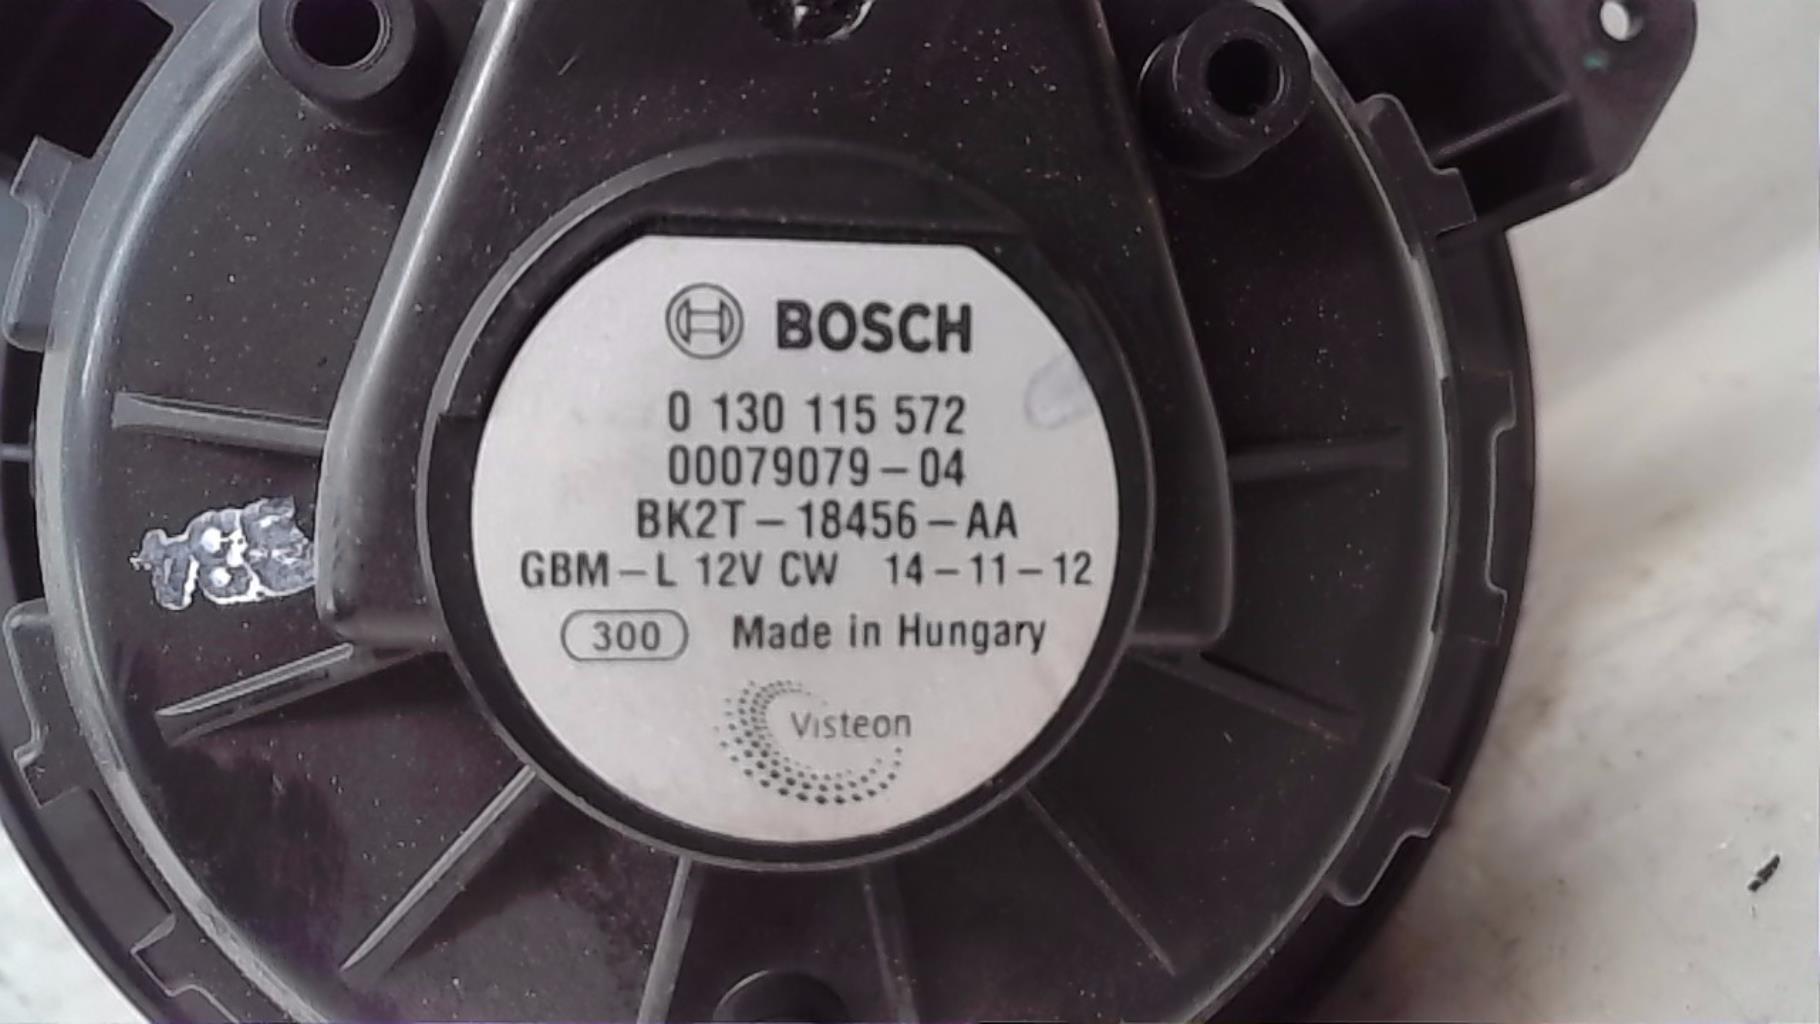 BOSCH
0 130 115 572
00079079-04
BK2T-18456-AA
GBM-L 12V CW 14-11-12
300 Made in Hungary
Visteon